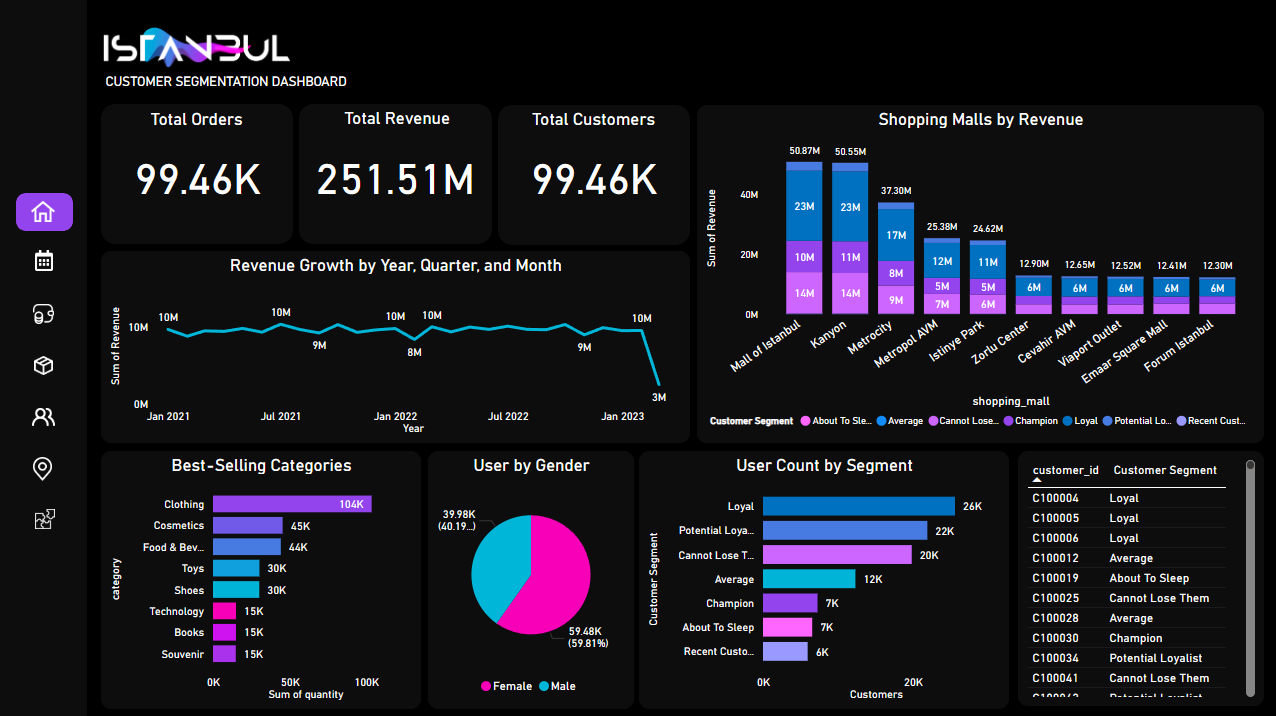 ISTANBUL
CUSTOMER SEGMENTATION DASHBOARD
Total Orders
99.46K
Total Revenue
251.51M
Total Customers
99.46K
Shopping Malls by Revenue
Sum of Revenue
40M
20M
0M
50.87M
23M
10M
14M
50.55M
23M
11M
14M
37.30M
17M
8M
9M
25.38M
12M
5M
7M
24.62M
11M
5M
6M
12.90M
6M
12.65M
6M
12.52M
6M
12.41M
6M
12.30M
6M
Mall of Istanbul
Kanyon
Metrocity
Metropol AVM
Istinye Park
Zorlu Center
Cevahir AVM
Viaport Outlet
Emaar Square Mall
Forum Istanbul
shopping_mall
Customer Segment About To Sle... Average Cannot Lose... Champion Loyal Potential Lo... Recent Cust...
Revenue Growth by Year, Quarter, and Month
Sum of Revenue
10M
0M
10M
10M
9M
10M
8M
10M
9M
10M
3M
Jan 2021 Jul 2021 Jan 2022 Jul 2022 Jan 2023
Year
Best-Selling Categories
category
Clothing 104K
Cosmetics 45K
Food & Bev... 44K
Toys 30K
Shoes 30K
Technology 15K
Books 15K
Souvenir 15K
0K 50K 100K
Sum of quantity
User by Gender
39.98K
(40.19...)
59.48K
(59.81%)
Female Male
User Count by Segment
Customer Segment
Loyal 26K
Potential Loya... 22K
Cannot Lose T... 20K
Average 12K
Champion 7K
About To Sleep 7K
Recent Custo... 6K
0K 20K
Customers
customer_id Customer Segment
C100004 Loyal
C100005 Loyal
C100006 Loyal
C100012 Average
C100019 About To Sleep
C100025 Cannot Lose Them
C100028 Average
C100030 Champion
C100034 Potential Loyalist
C100041 Cannot Lose Them